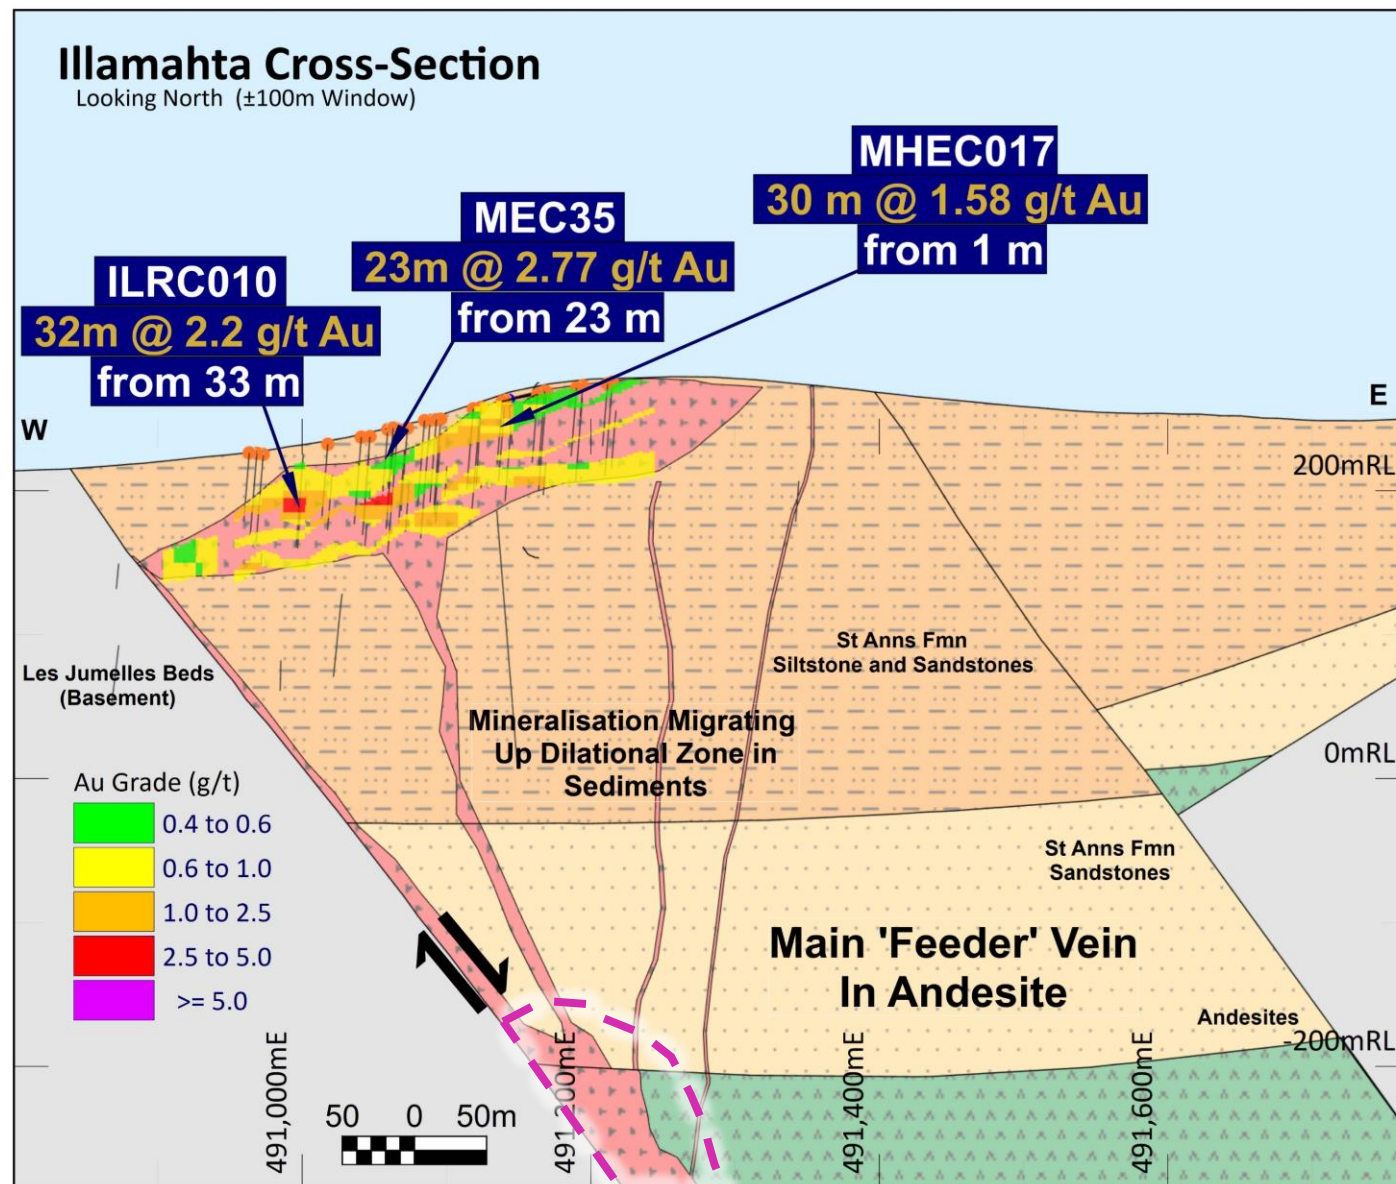 Illamahta Cross-Section
Looking North (±100m Window)
MHEC017
30 m @ 1.58 g/t Au
from 1 m
MEC35
23m @ 2.77 g/t Au
from 23 m
ILRC010
32m @ 2.2 g/t Au
from 33 m
W
E
200mRL
St Anns Fmn
Siltstone and Sandstones
Les Jumelles Beds
(Basement)
Mineralisation Migrating
Up Dilational Zone in
Sediments
0mRL
Au Grade (g/t)
0.4 to 0.6
0.6 to 1.0
1.0 to 2.5
2.5 to 5.0
>= 5.0
St Anns Fmn
Sandstones
Main 'Feeder' Vein
In Andesite
Andesites
-200mRL
50 0 50m
491,000mE
491,200mE
491,400mE
491,600mE